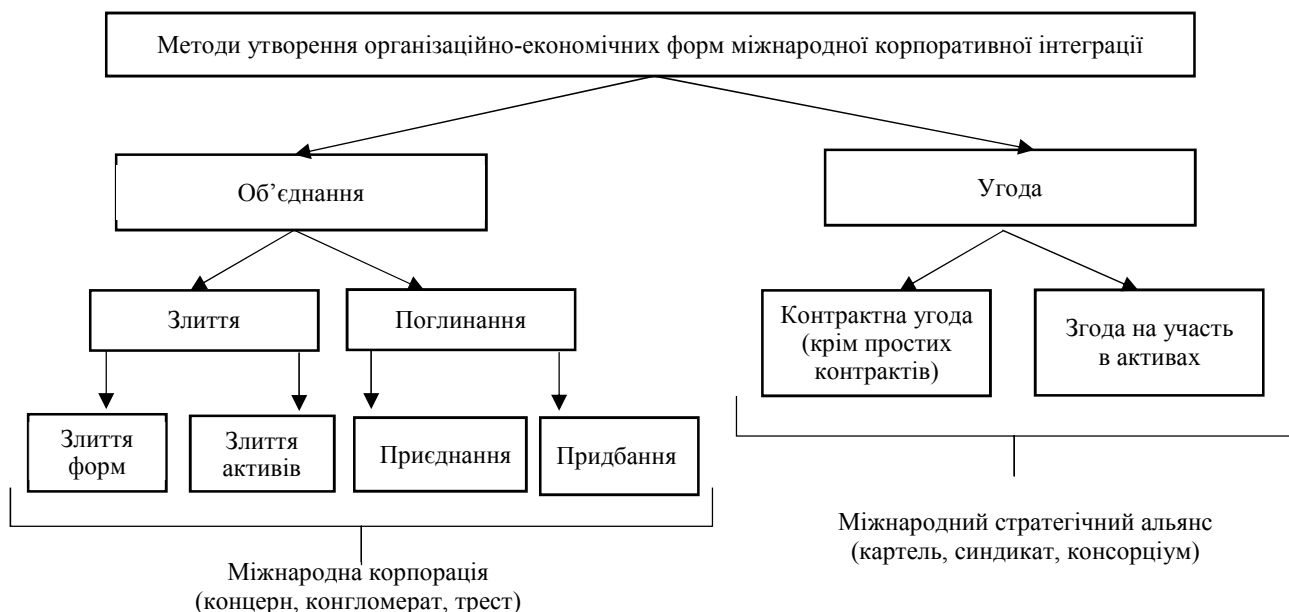 Методи утворення організаційно-економічних форм міжнародної корпоративної інтеграції
Об’єднання
Угода
Злиття
Поглинання
Контрактна угода
(крім простих
контрактів)
Згода на участь
в активах
Злиття
форм
Злиття
активів
Приєднання
Придбання
Міжнародний стратегічний альянс
(картель, синдикат, консорціум)
Міжнародна корпорація
(концерн, конгломерат, трест)